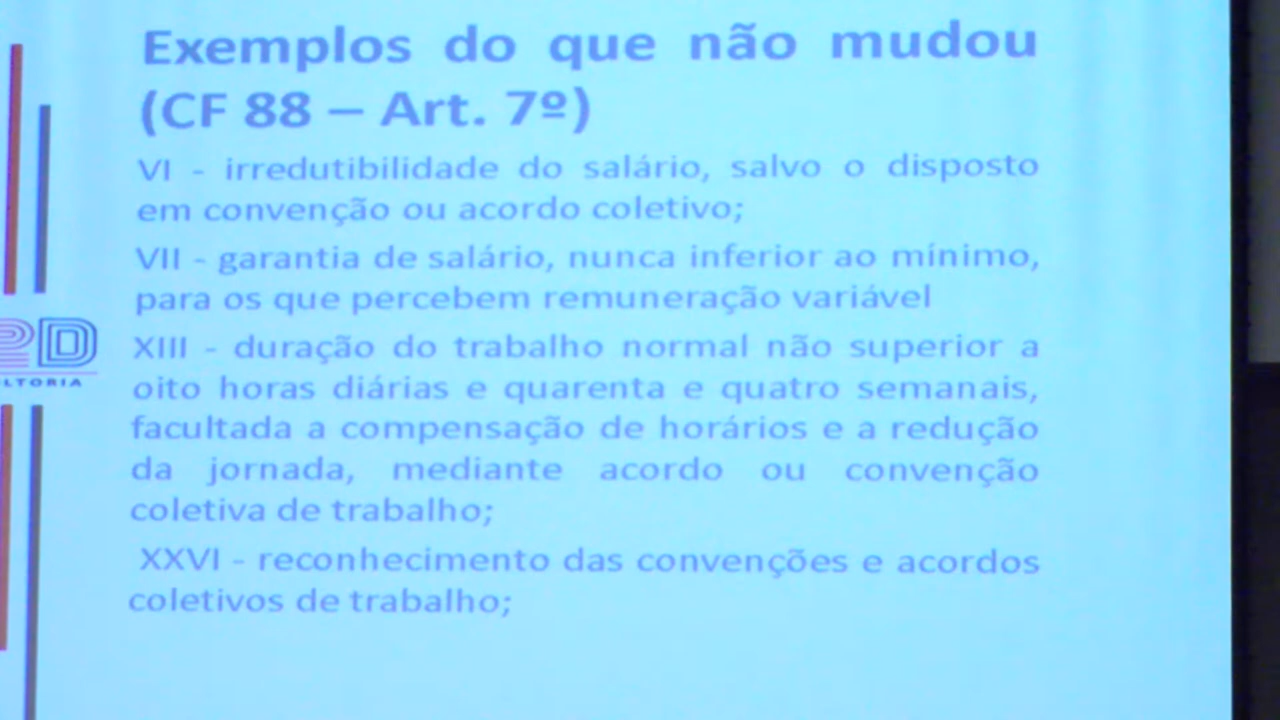 Exemplos do que não mudou
(CF 88 – Art. 7º)
VI - irredutibilidade do salário, salvo o disposto
em convenção ou acordo coletivo;
VII - garantia de salário, nunca inferior ao mínimo,
para os que percebem remuneração variável
XIII - duração do trabalho normal não superior a
oito horas diárias e quarenta e quatro semanais,
facultada a compensação de horários e a redução
da jornada, mediante acordo ou convenção
coletiva de trabalho;
XXVI - reconhecimento das convenções e acordos
coletivos de trabalho;
2D
LTORIA